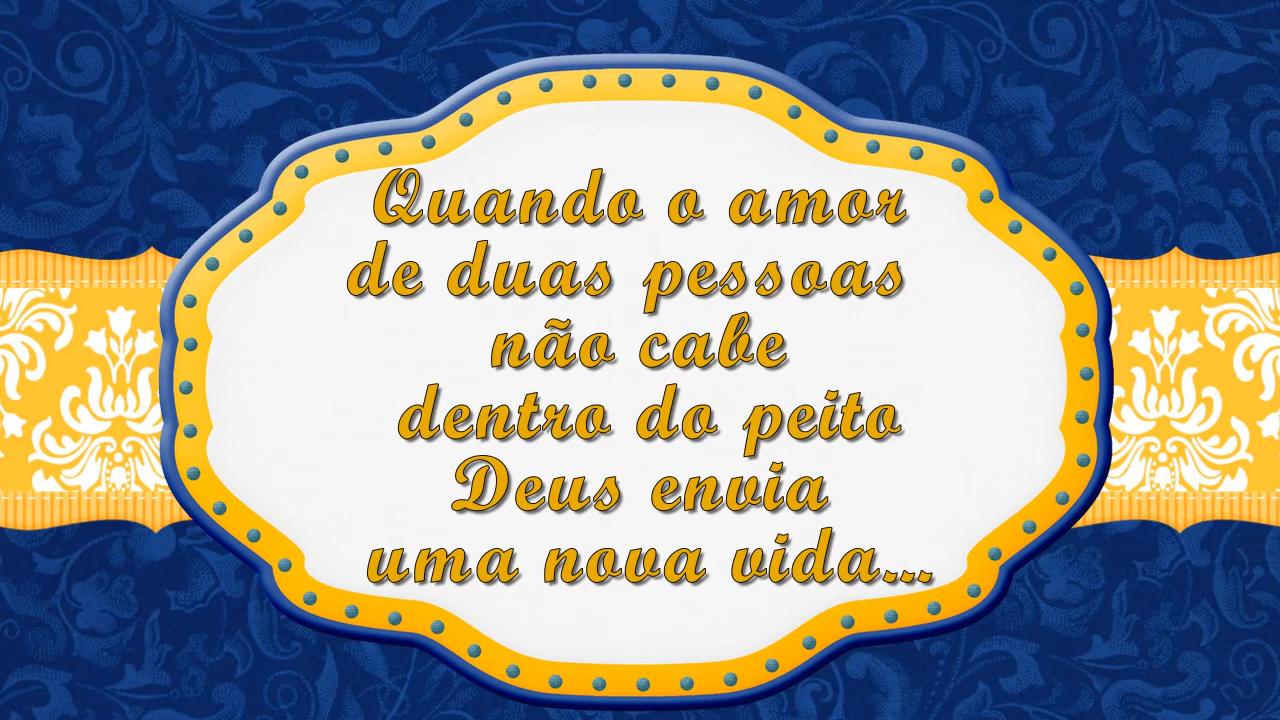 Quando o amor
de duas pessoas
não cabe
dentro do peito
Deus envia
uma nova vida...